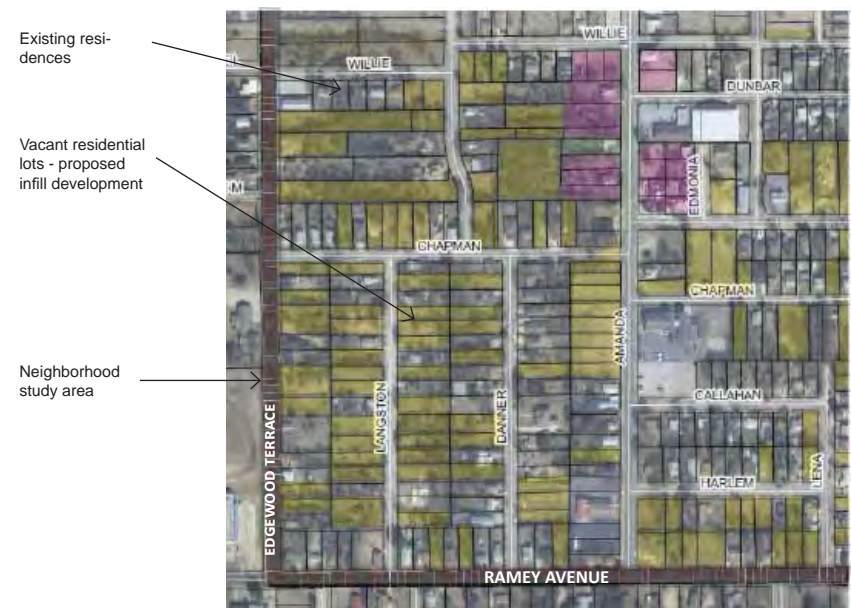 Existing resi-
dences
Vacant residential
lots - proposed
infill development
Neighborhood
study area
WILLIE
WILLIE
DUNBAR
EDMONIA
CHAPMAN
CHAPMAN
AMANDA
LANGSTON
DANNER
CALLAHAN
HARLEM
LENA
EDGEWOOD TERRACE
RAMEY AVENUE